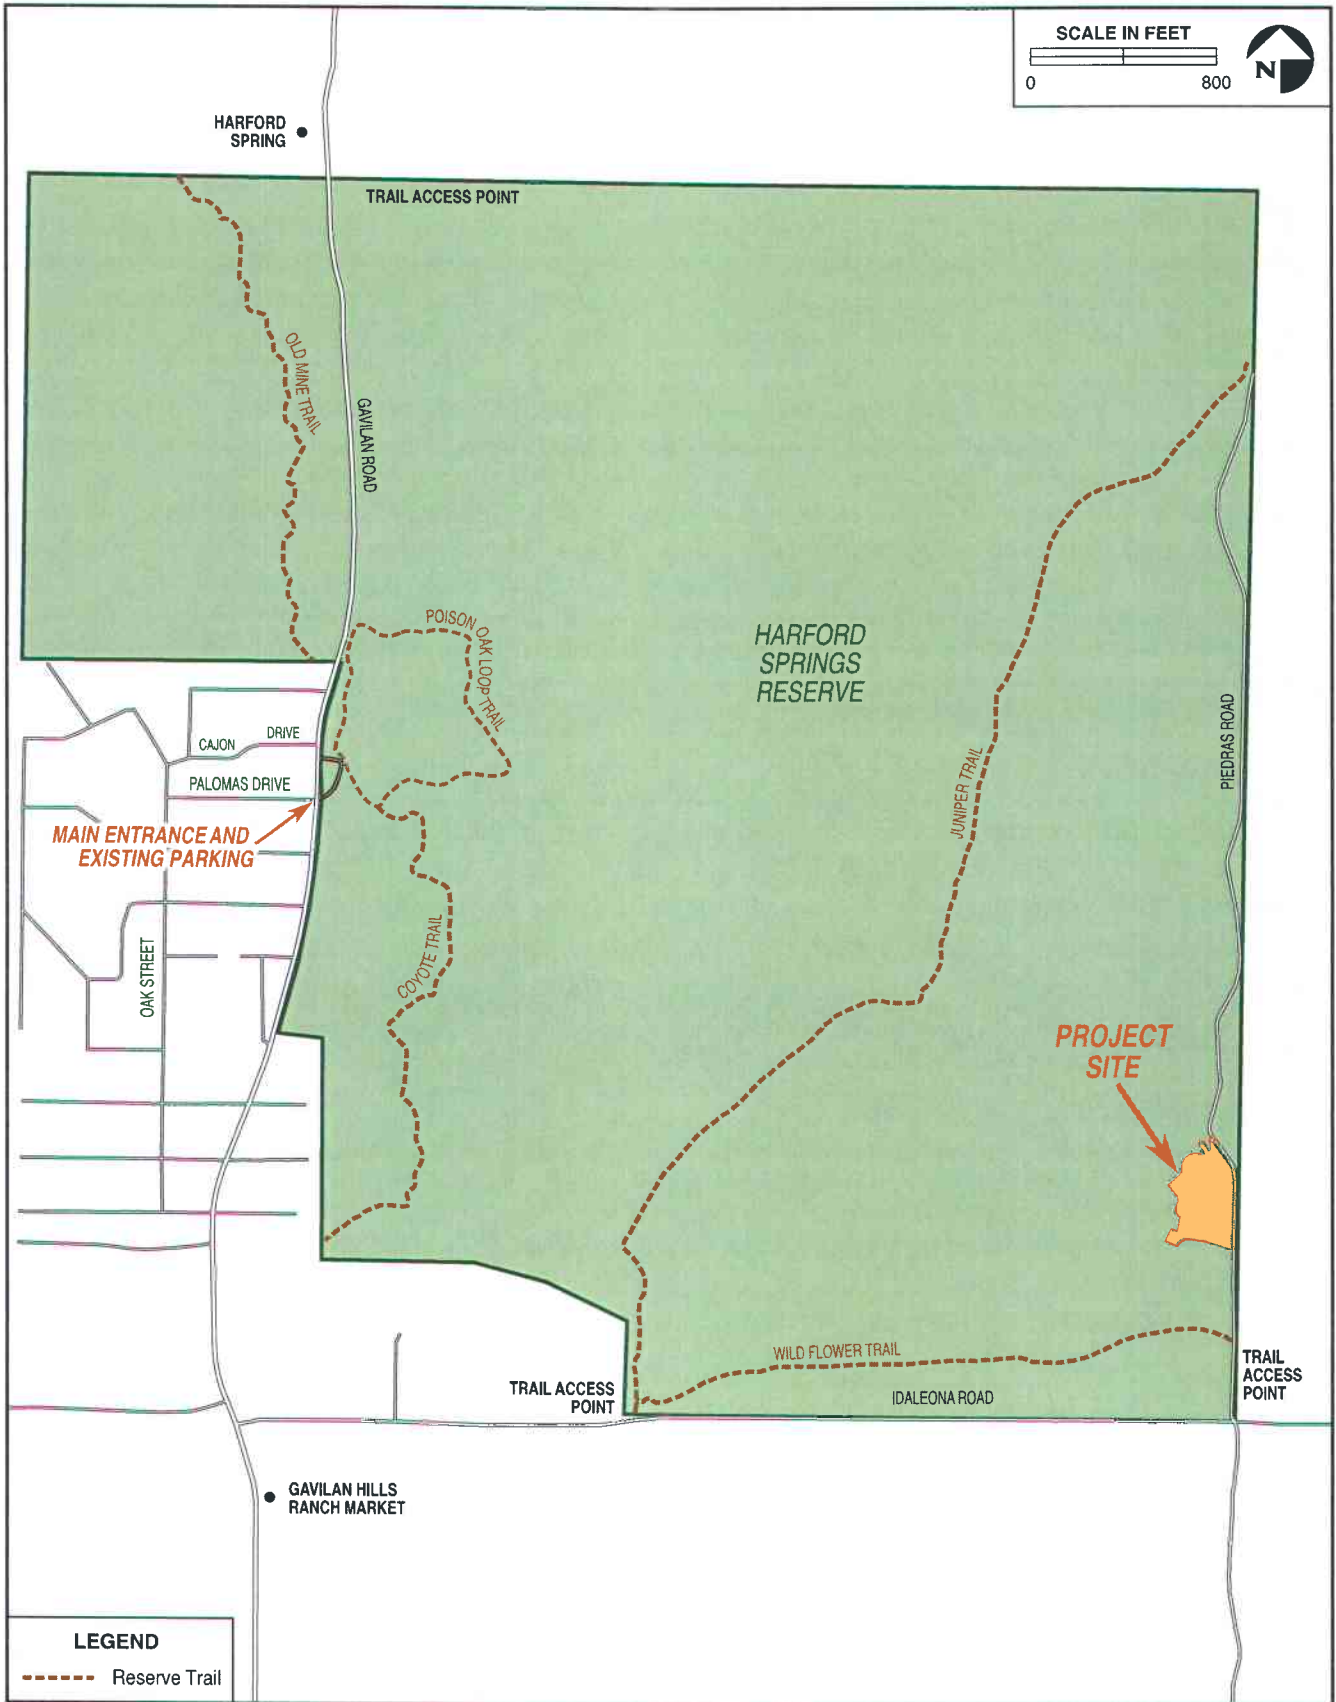 SCALE IN FEET
0 800
N
HARFORD
SPRING
TRAIL ACCESS POINT
OLD MINE TRAIL
GAVILAN ROAD
POISON OAK LOOP TRAIL
HARFORD
SPRINGS
RESERVE
PIEDRAS ROAD
CAJON DRIVE
PALOMAS DRIVE
JUNIPER TRAIL
MAIN ENTRANCE AND
EXISTING PARKING
OAK STREET
COYOTE TRAIL
PROJECT
SITE
WILD FLOWER TRAIL
TRAIL
ACCESS
POINT
TRAIL ACCESS
POINT
IDALEONA ROAD
GAVILAN HILLS
RANCH MARKET
LEGEND
Reserve Trail